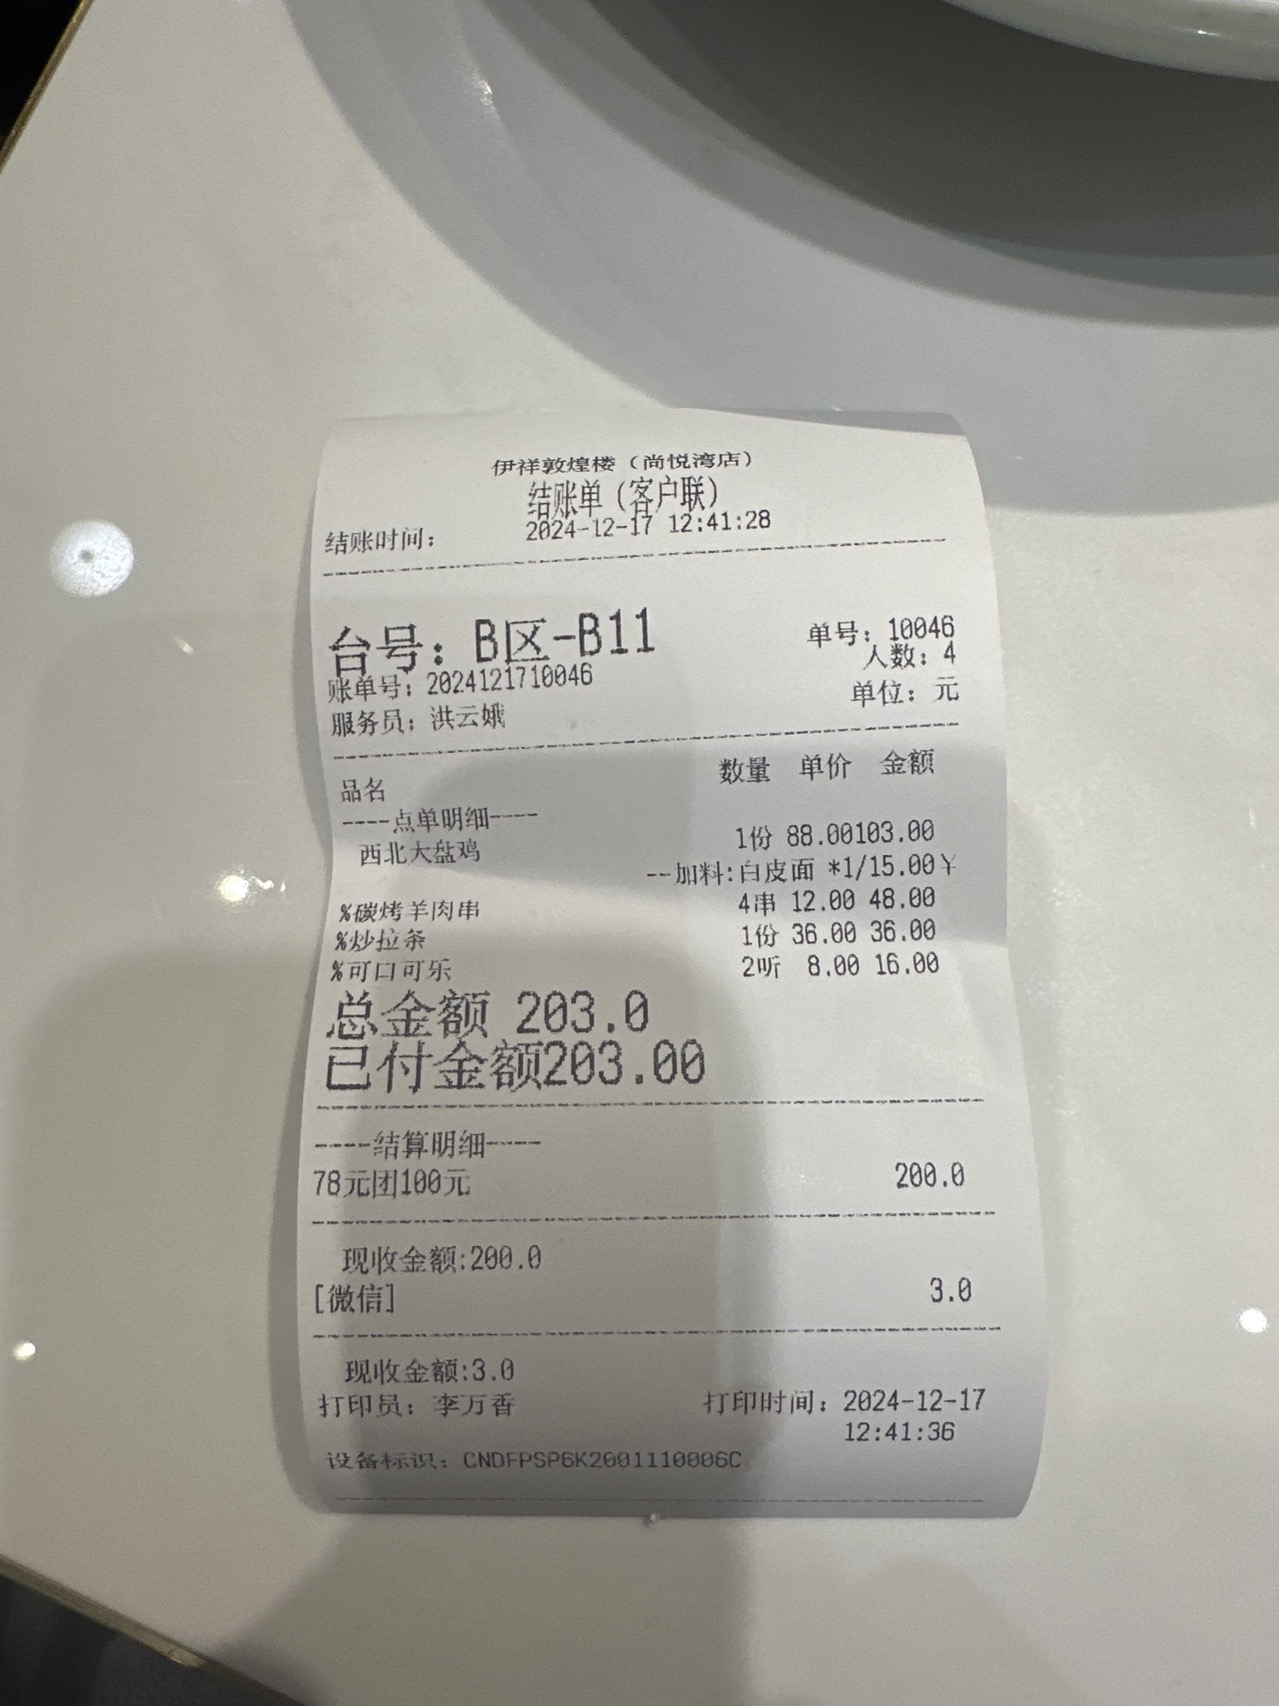 伊祥敦煌楼（尚悦湾店）
结账单（客户联）
结账时间： 2024-12-17 12:41:28
台号：B区-B11 单号：10046
人数：4
账单号：2024121710046
单位：元
服务员：洪云娥
品名 数量 单价 金额
----点单明细----
西北大盘鸡 1份 88.00103.00
--加料:白皮面 *1/15.00￥
%碳烤羊肉串 4串 12.00 48.00
%炒拉条 1份 36.00 36.00
%可口可乐 2听 8.00 16.00
总金额 203.0
已付金额203.00
----结算明细----
78元团100元 200.0
现收金额:200.0
[微信] 3.0
现收金额:3.0
打印员：李万香 打印时间：2024-12-17
12:41:36
设备标识：CNDFPSP6K2001110006C